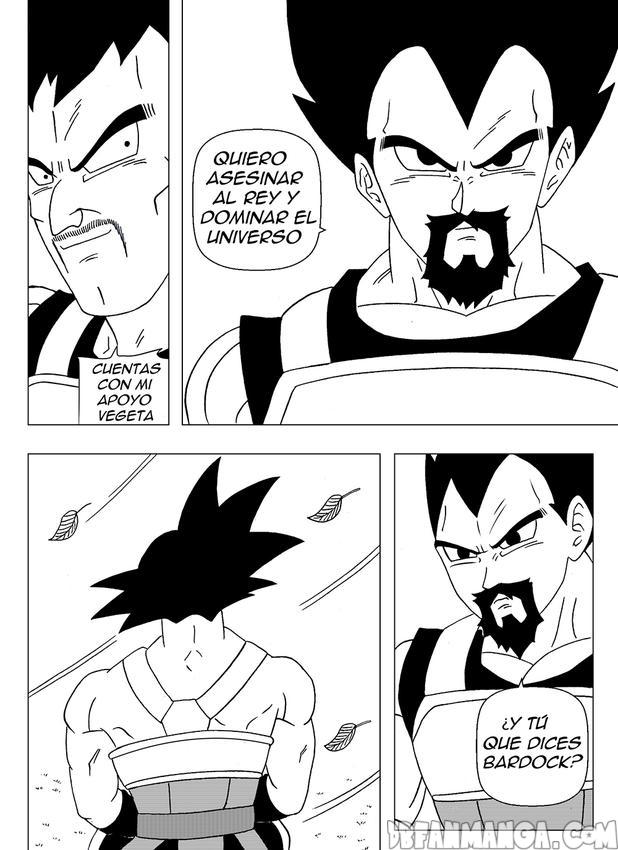 QUIERO
ASESINAR
AL REY Y
DOMINAR EL
UNIVERSO
CUENTAS
CON MI
APOYO
VEGETA
¿Y TÚ
QUE DICES
BARDOCK?
DBFANMANGA.COM